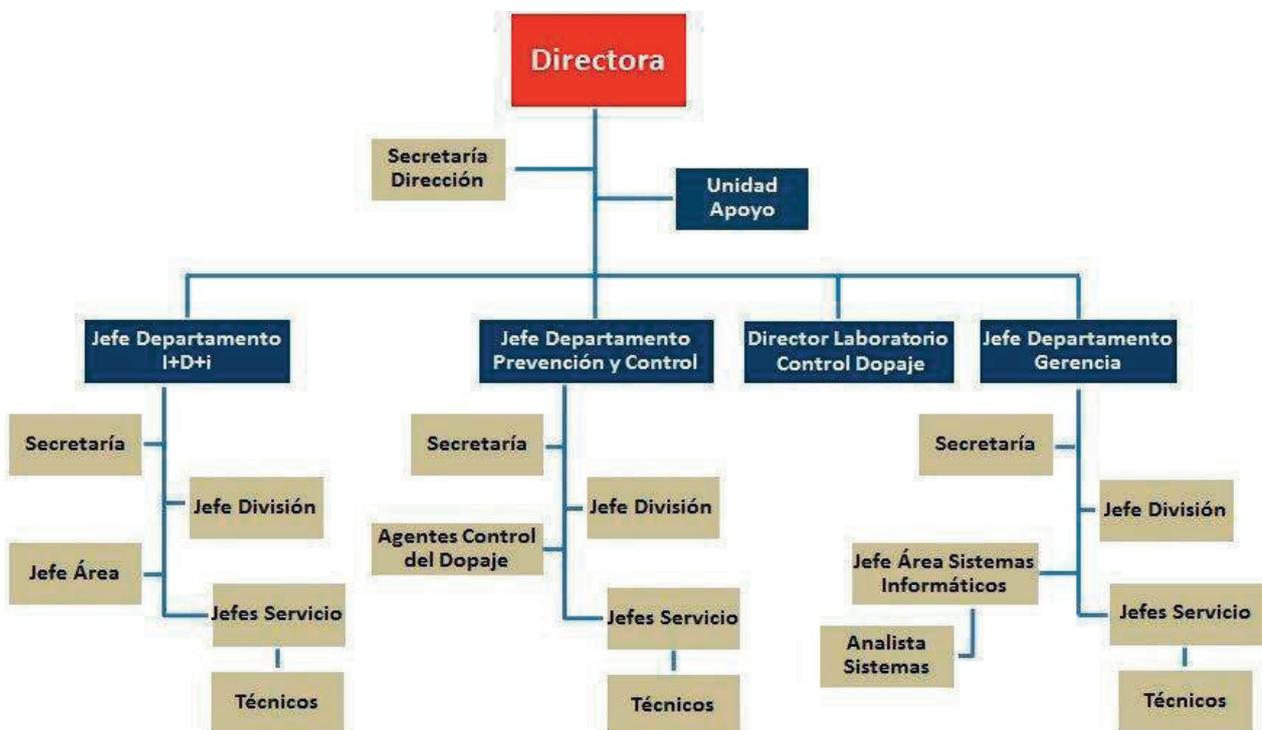 Directora
Secretaría
Dirección
Unidad
Apoyo
Jefe Departamento
I+D+i
Jefe Departamento
Prevención y Control
Director Laboratorio
Control Dopaje
Jefe Departamento
Gerencia
Secretaría
Jefe División
Jefe Área
Jefes Servicio
Técnicos
Secretaría
Jefe División
Agentes Control
del Dopaje
Jefes Servicio
Técnicos
Secretaría
Jefe División
Jefe Área Sistemas
Informáticos
Analista
Sistemas
Jefes Servicio
Técnicos